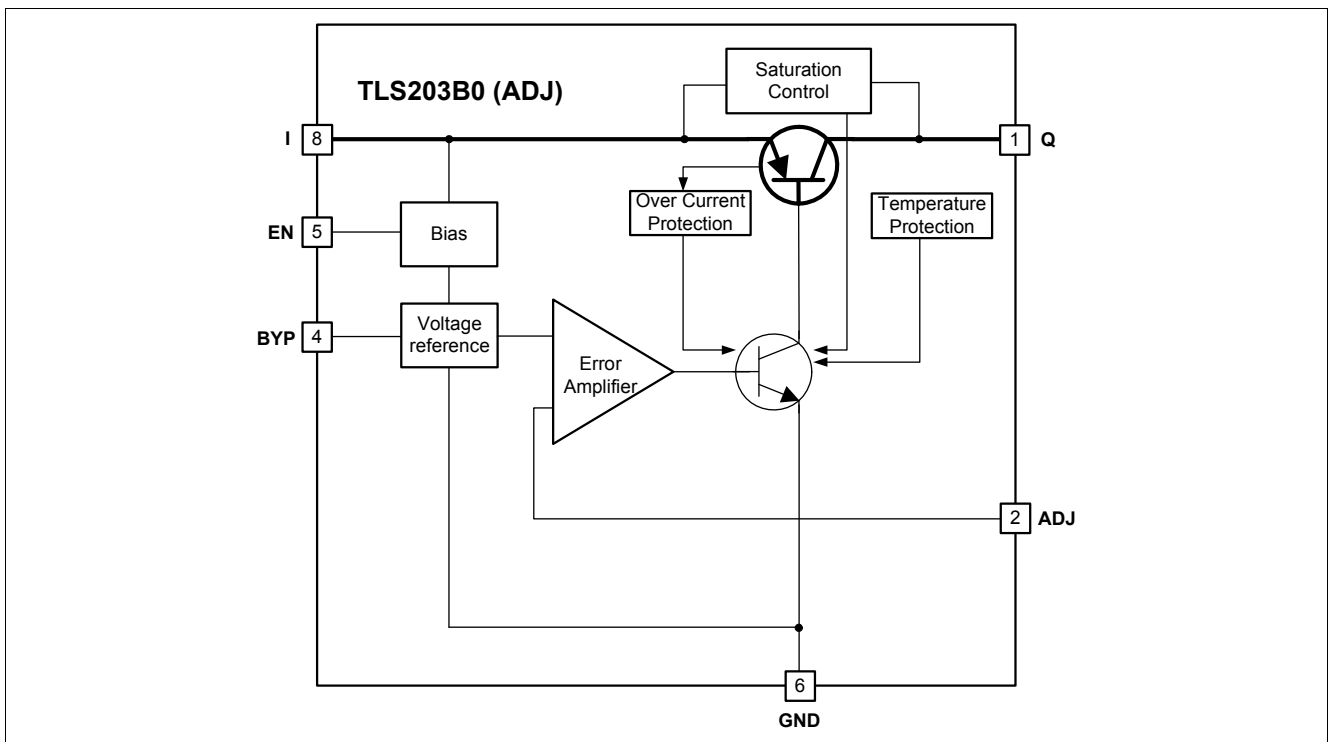 TLS203B0 (ADJ)
Saturation
Control
I
8
1
Q
Over Current
Protection
Temperature
Protection
EN
5
Bias
BYP
4
Voltage
reference
Error
Amplifier
2
ADJ
6
GND